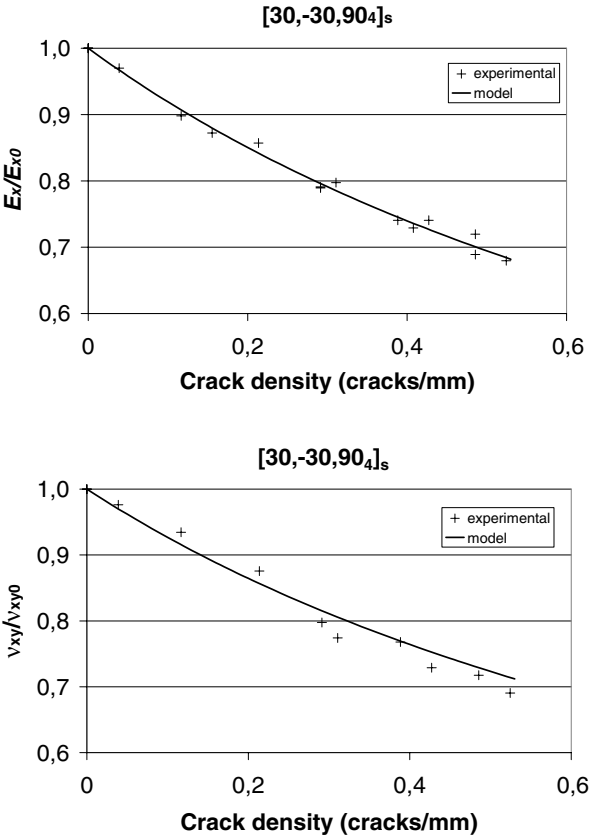 [30,-30,90₄]s
1,0
0,9
0,8
0,7
0,6
Ex/Ex0
+ experimental
model
0 0,2 0,4 0,6
Crack density (cracks/mm)
[30,-30,90₄]s
1,0
0,9
0,8
0,7
0,6
νxy/νxy0
+ experimental
model
0 0,2 0,4 0,6
Crack density (cracks/mm)